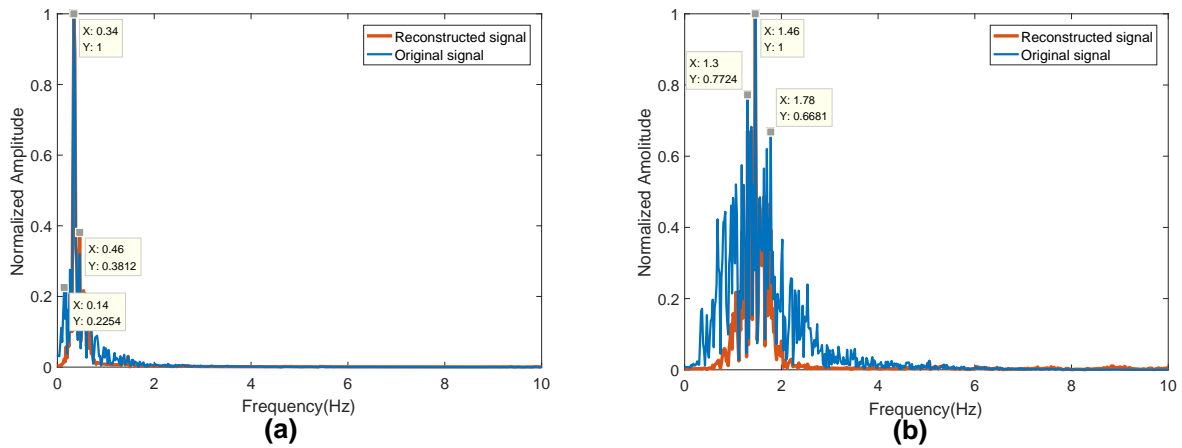 1
0.8
0.6
0.4
0.2
0
Normalized Amplitude
X: 0.34
Y: 1
X: 0.46
Y: 0.3812
X: 0.14
Y: 0.2254
Reconstructed signal
Original signal
0 2 4 6 8 10
Frequency(Hz)
(a)
1
0.8
0.6
0.4
0.2
0
Normalized Amolitude
X: 1.46
Y: 1
X: 1.3
Y: 0.7724
X: 1.78
Y: 0.6681
Reconstructed signal
Original signal
0 2 4 6 8 10
Frequency(Hz)
(b)